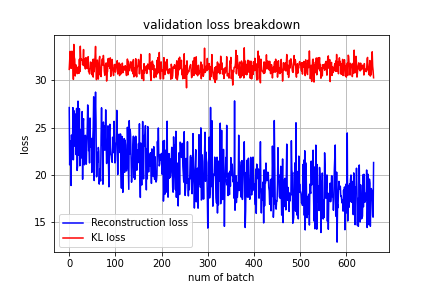 validation loss breakdown
loss
30
25
20
15
Reconstruction loss
KL loss
0 100 200 300 400 500 600
num of batch